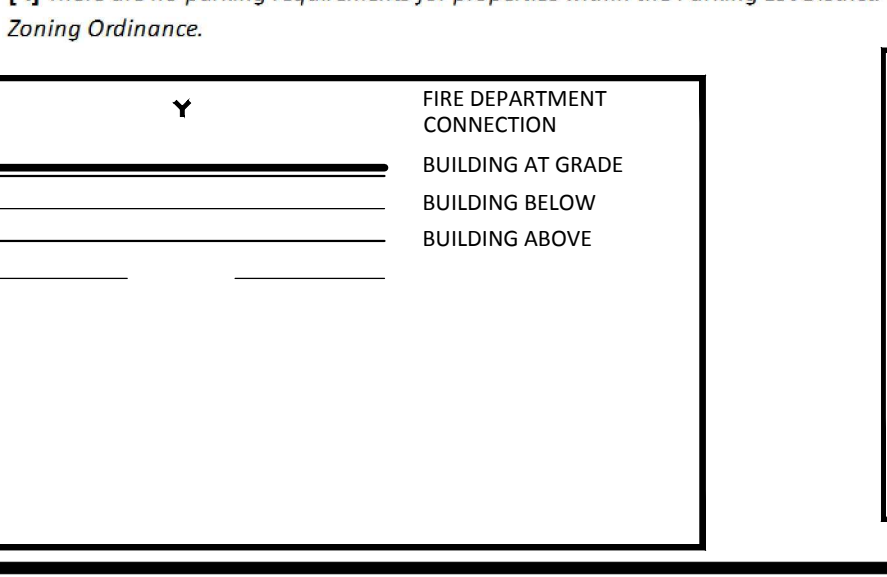 Zoning Ordinance.
FIRE DEPARTMENT
CONNECTION
BUILDING AT GRADE
BUILDING BELOW
BUILDING ABOVE